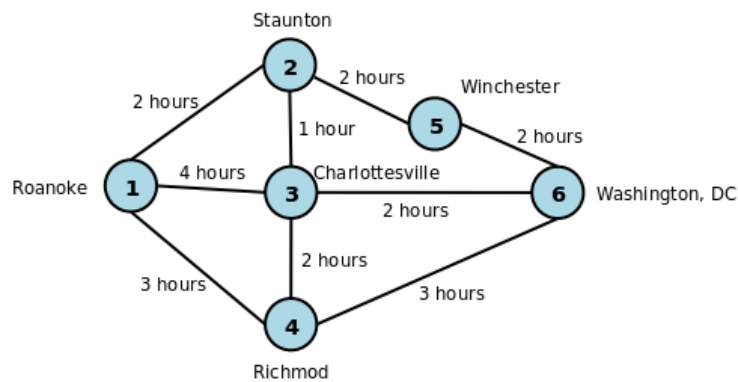 Staunton
2
2 hours
Winchester
2 hours
1 hour
5
2 hours
4 hours
Charlottesville
Roanoke
1
3
6
Washington, DC
2 hours
2 hours
3 hours
3 hours
4
Richmod